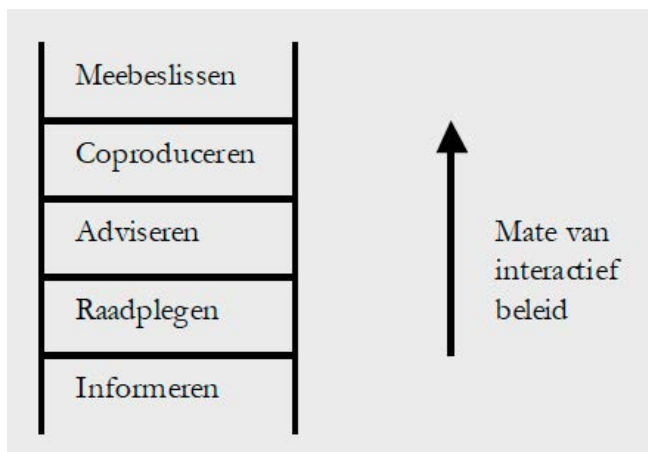 Meebeslissen
Coproduceren
Adviseren
Raadplegen
Informeren
Mate van
interactief
beleid